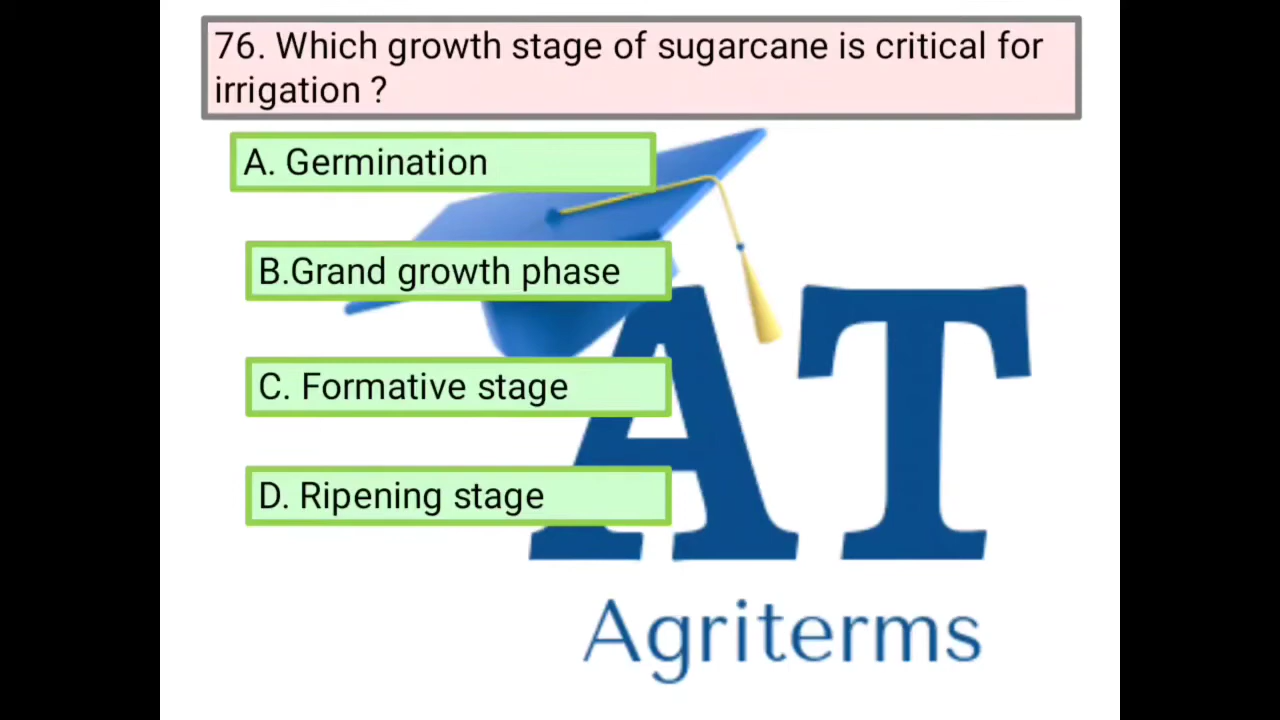 76. Which growth stage of sugarcane is critical for
irrigation ?
A. Germination
B.Grand growth phase
C. Formative stage
D. Ripening stage
AT
Agriterms